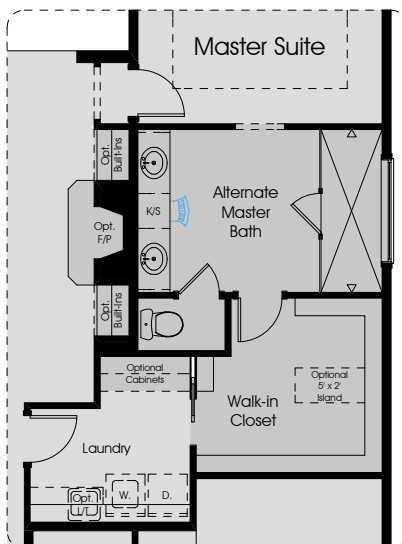 Master Suite
Opt.
Built-Ins
Alternate
Master
Bath
K/S
Opt.
F/P
Opt.
Built-Ins
Optional
Cabinets
Optional
5' x 2'
Island
Walk-in
Closet
Laundry
Opt.
L/T
W.
D.